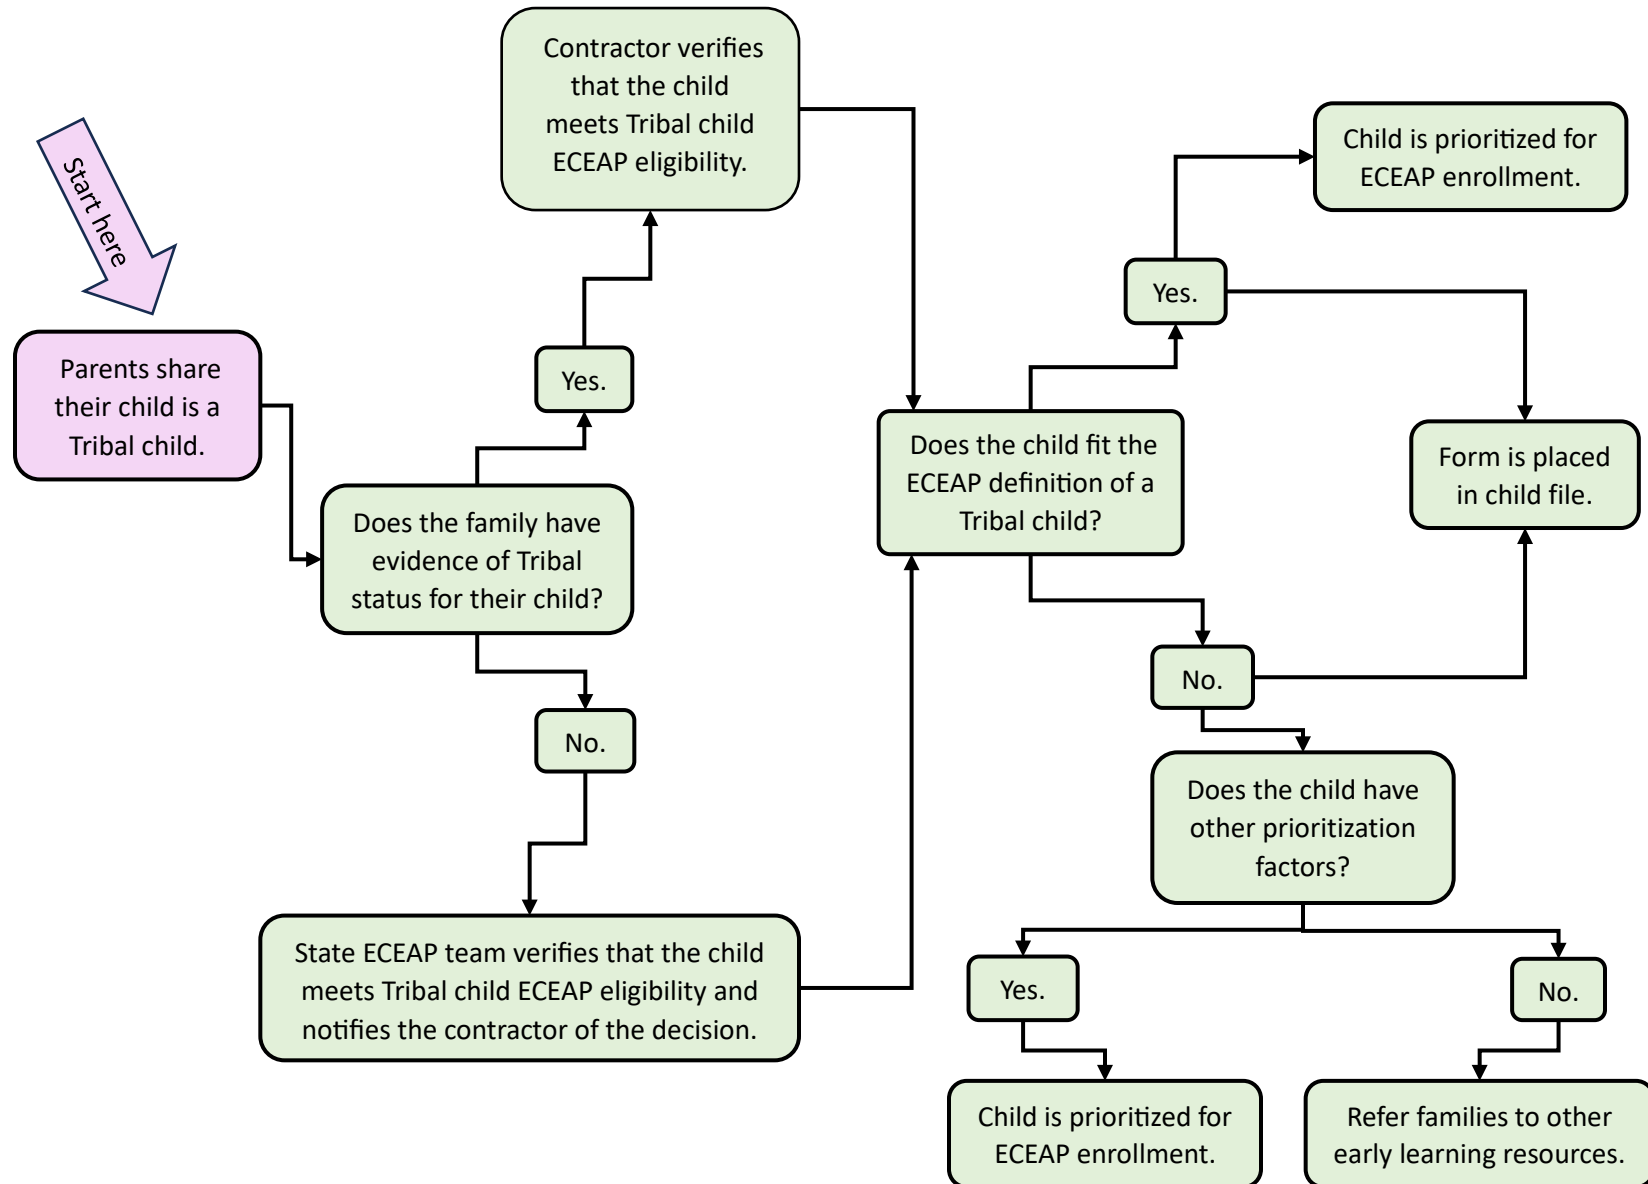 Start here
Parents share
their child is a
Tribal child.
Does the family have
evidence of Tribal
status for their child?
Yes.
Contractor verifies
that the child
meets Tribal child
ECEAP eligibility.
No.
State ECEAP team verifies that the child
meets Tribal child ECEAP eligibility and
notifies the contractor of the decision.
Does the child fit the
ECEAP definition of a
Tribal child?
Yes.
Child is prioritized for
ECEAP enrollment.
Form is placed
in child file.
No.
Does the child have
other prioritization
factors?
Yes.
Child is prioritized for
ECEAP enrollment.
No.
Refer families to other
early learning resources.